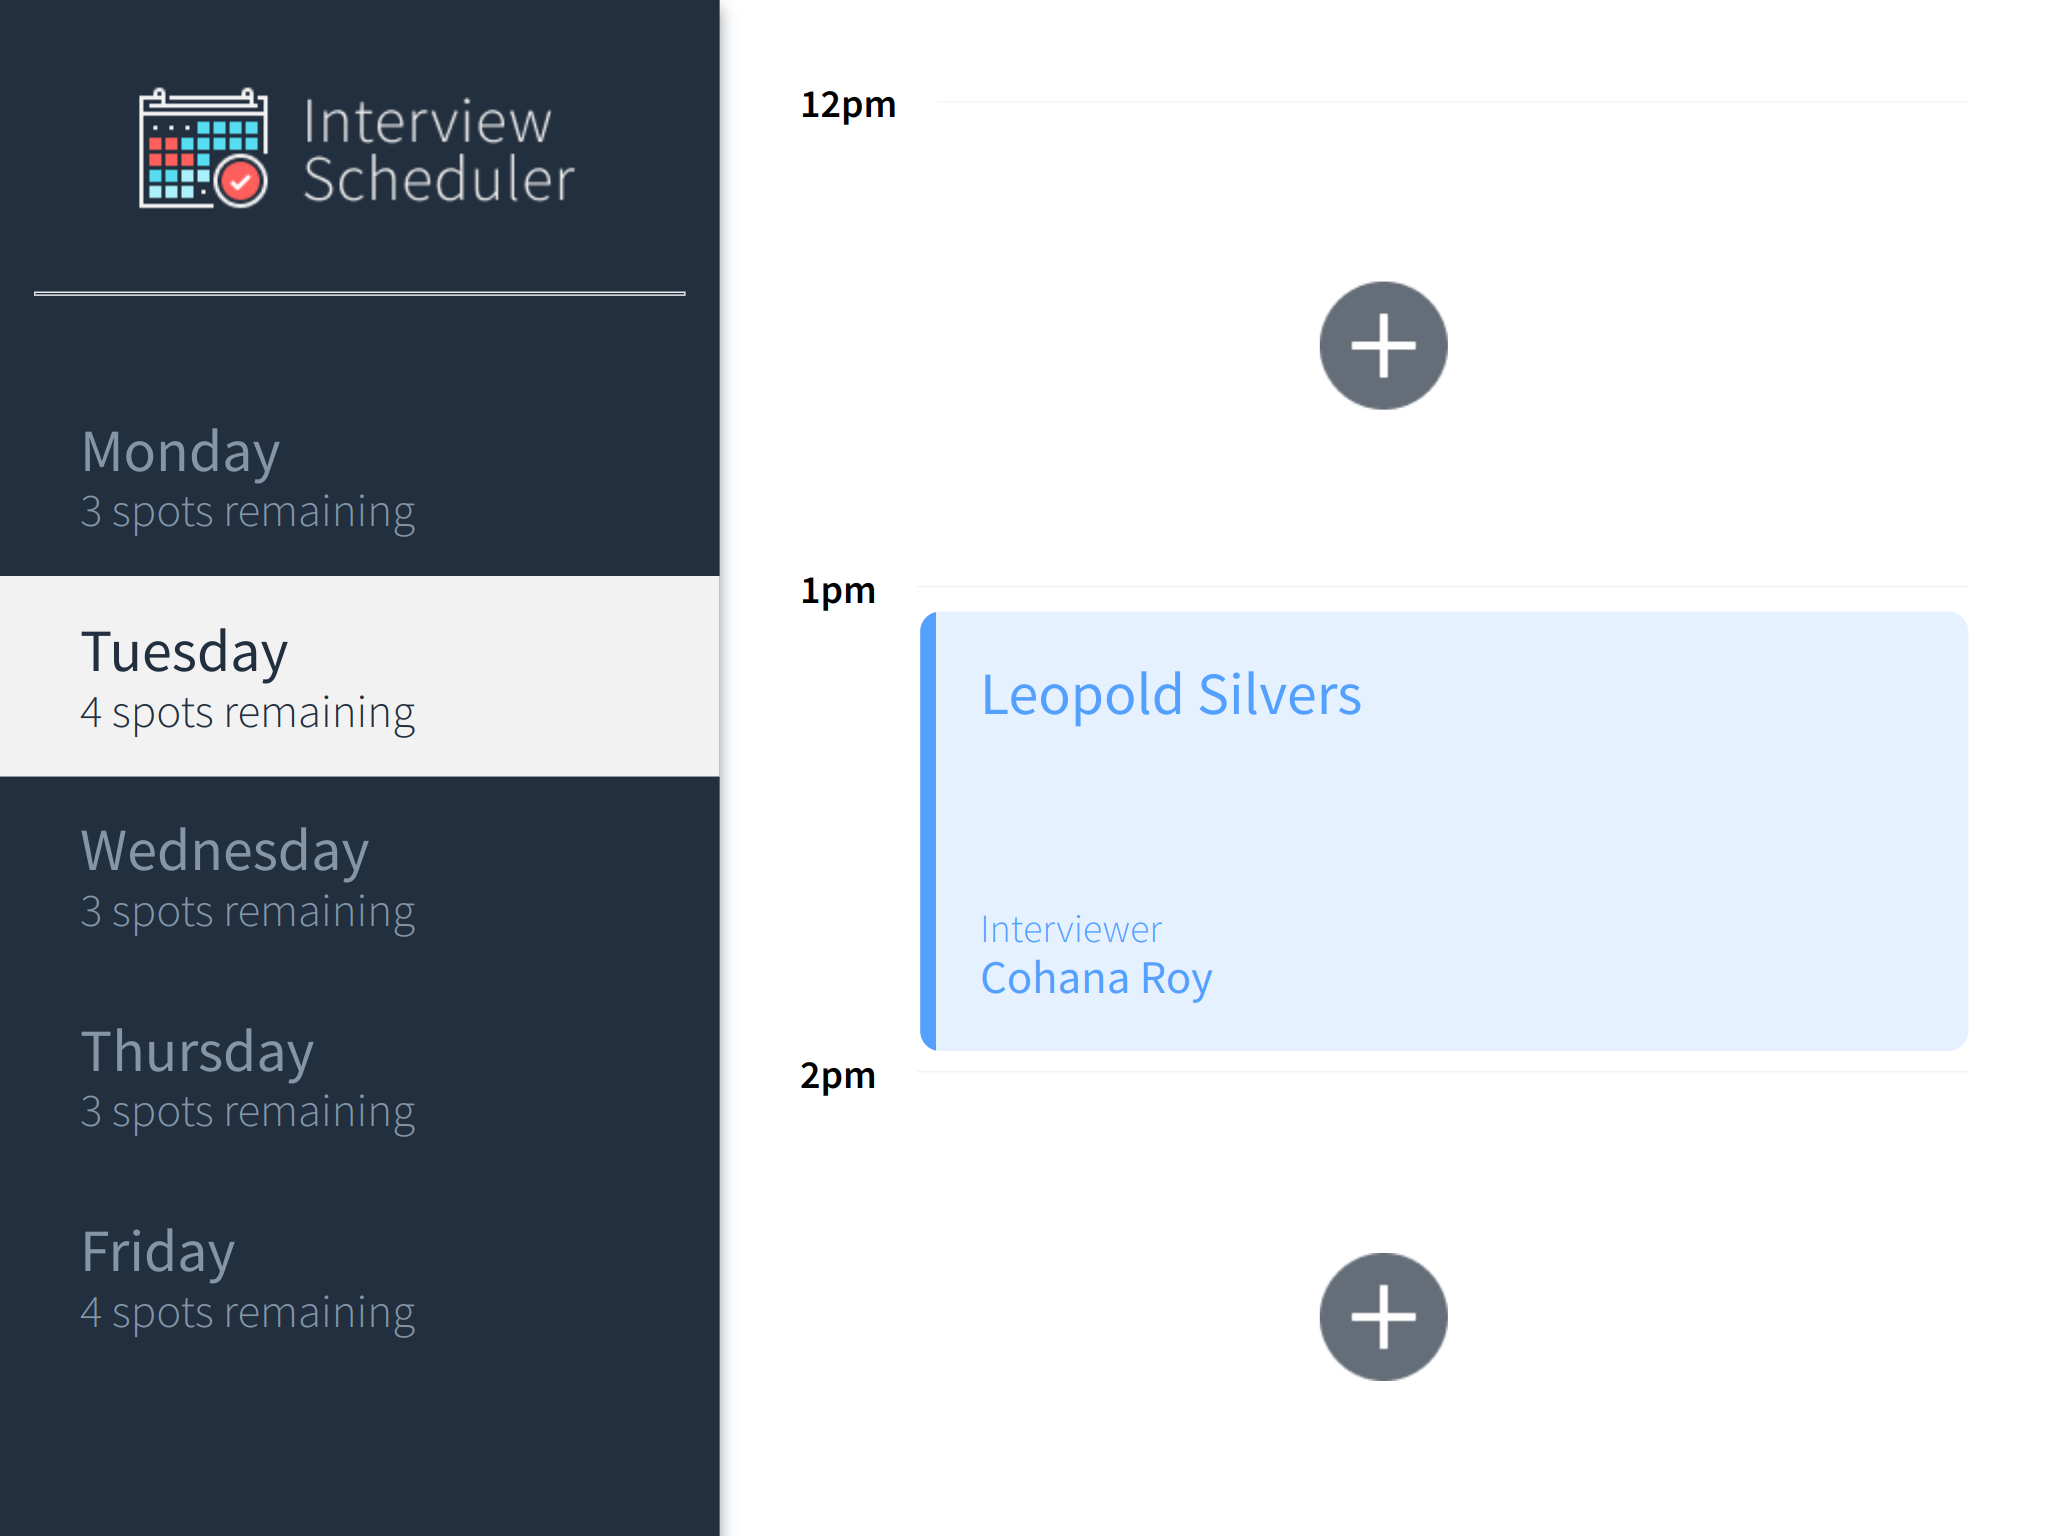 Interview
Scheduler
Monday
3 spots remaining
Tuesday
4 spots remaining
Wednesday
3 spots remaining
Thursday
3 spots remaining
Friday
4 spots remaining
12pm
1pm
Leopold Silvers
Interviewer
Cohana Roy
2pm